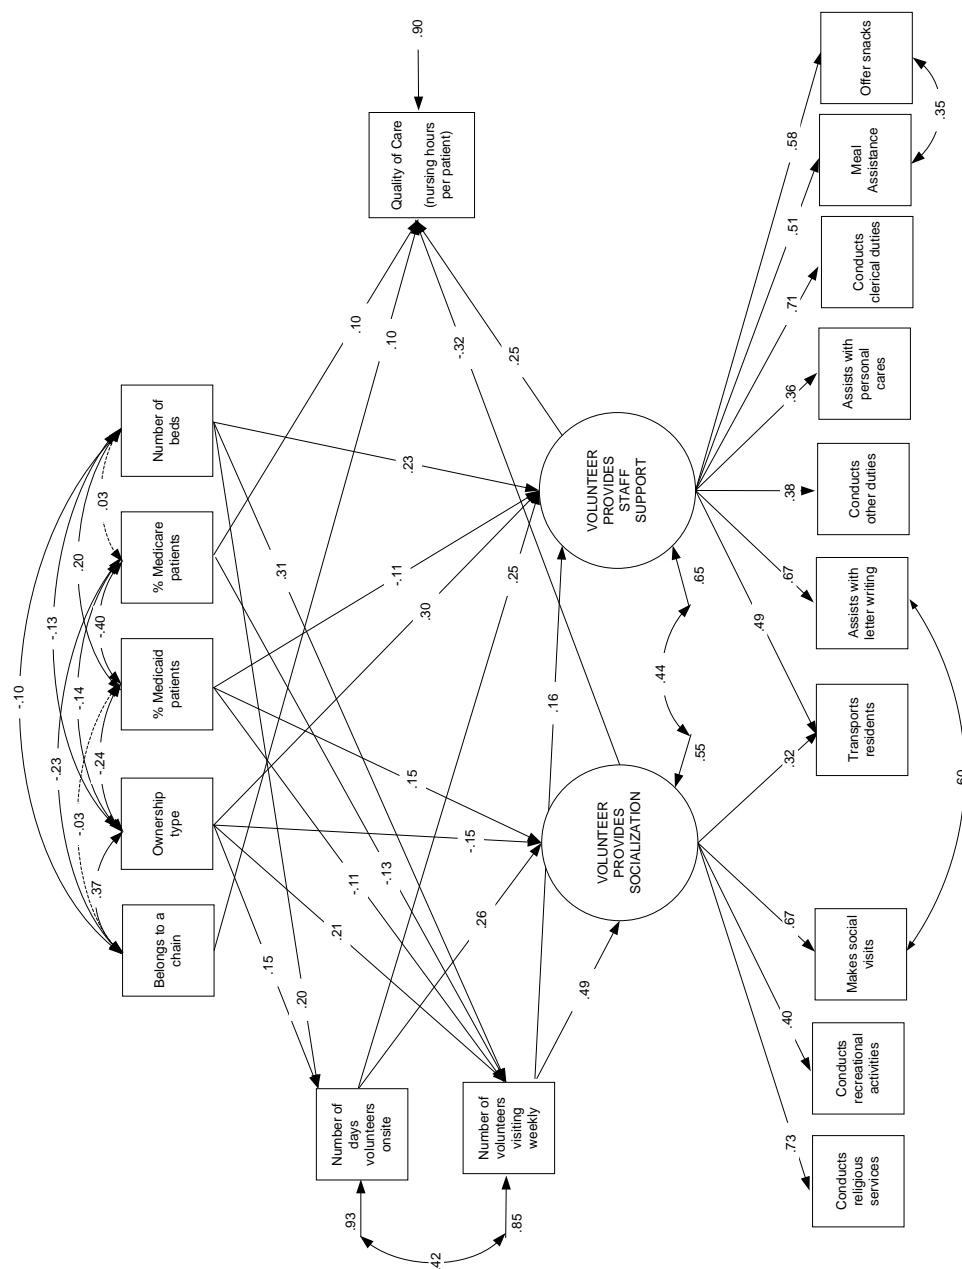 -.10
-.23
-.13
-.03
-.14
.20
.37
-.24
-.40
.03
Belongs to a
chain
Ownership
type
% Medicaid
patients
% Medicare
patients
Number of
beds
.15
.20
.21
-.11
-.13
.31
.10
.10
Number of
days
volunteers
onsite
.93
.42
.85
Number of
volunteers
visiting
weekly
.26
-.15
.15
-.11
.30
.23
.25
-.32
.25
.49
.16
Quality of Care
(nursing hours
per patient)
.90
VOLUNTEER
PROVIDES
SOCIALIZATION
VOLUNTEER
PROVIDES
STAFF
SUPPORT
.55
.44
.65
.73
.40
.67
.32
.49
.67
.38
.36
.71
.51
.58
Conducts
religious
services
Conducts
recreational
activities
Makes social
visits
Transports
residents
Assists with
letter writing
Conducts
other duties
Assists with
personal
cares
Conducts
clerical duties
Meal
Assistance
Offer snacks
.35